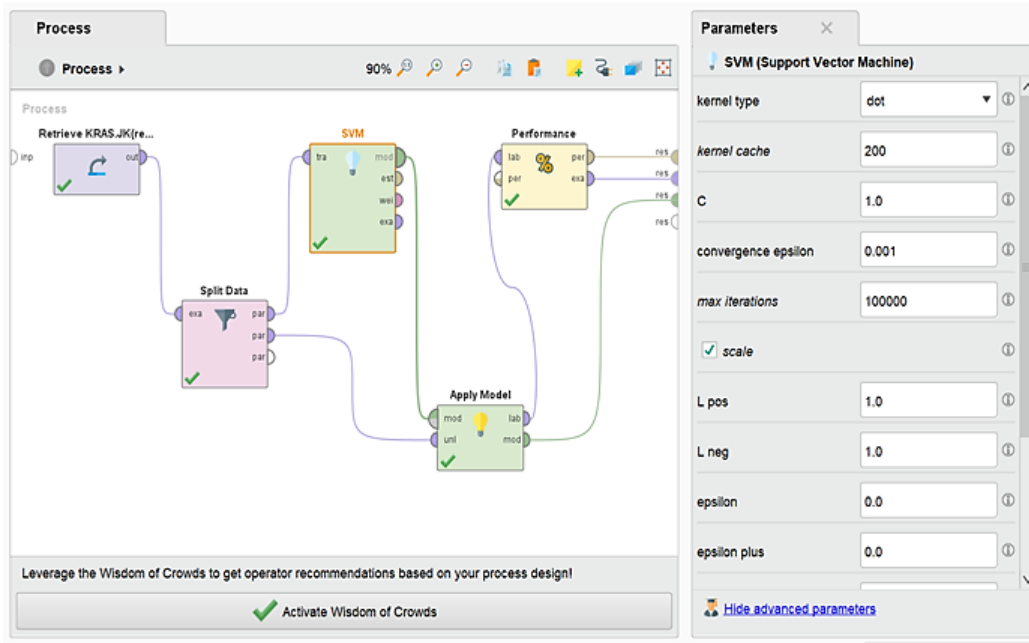 Process
Process
90%
Process
Retrieve KRAS.JK(re...
inp
out
SVM
tra
mod
est
wei
exa
Performance
lab
per
per
exa
res
res
res
res
Split Data
exa
par
par
par
Apply Model
mod
unl
lab
mod
Leverage the Wisdom of Crowds to get operator recommendations based on your process design!
Activate Wisdom of Crowds
Parameters
SVM (Support Vector Machine)
kernel type dot
kernel cache 200
C 1.0
convergence epsilon 0.001
max iterations 100000
scale
L pos 1.0
L neg 1.0
epsilon 0.0
epsilon plus 0.0
Hide advanced parameters